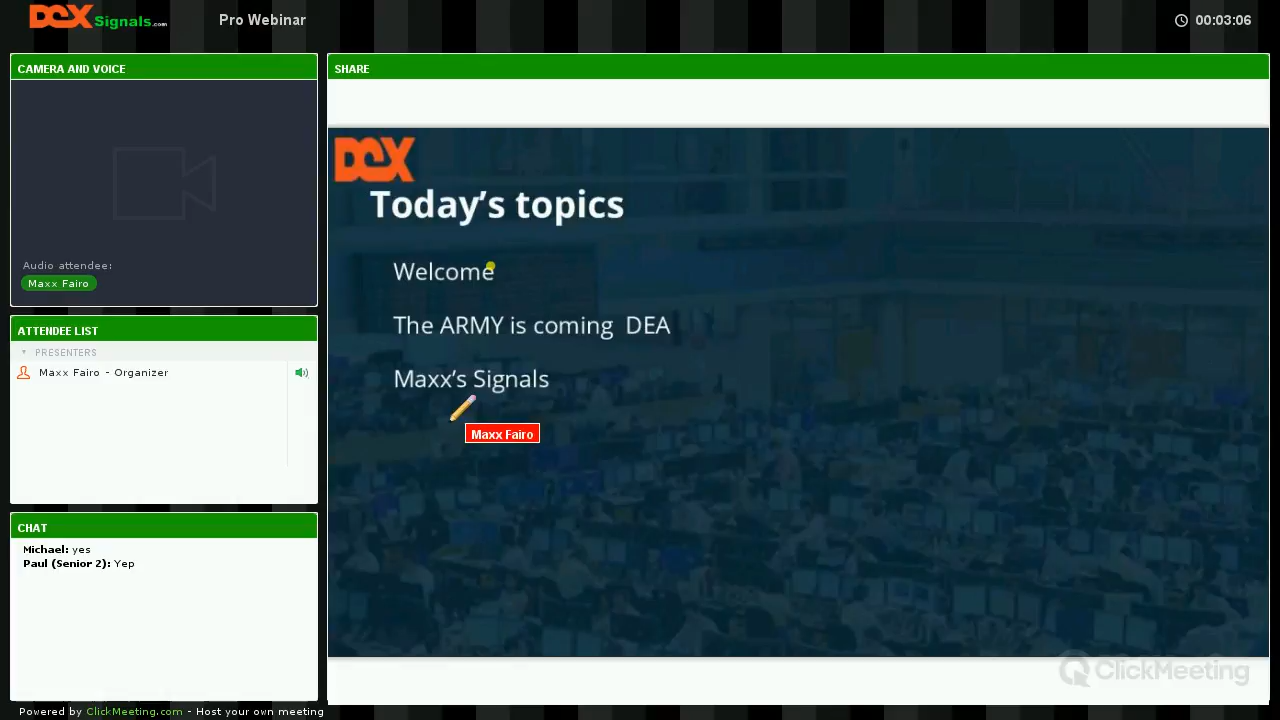 DCX Signals.com
Pro Webinar
00:03:06
CAMERA AND VOICE
Audio attendee:
Maxx Fairo
ATTENDEE LIST
PRESENTERS
Maxx Fairo - Organizer
CHAT
Michael: yes
Paul (Senior 2): Yep
SHARE
DCX
Today's topics
Welcome
The ARMY is coming DEA
Maxx's Signals
Maxx Fairo
ClickMeeting
Powered by ClickMeeting.com - Host your own meeting